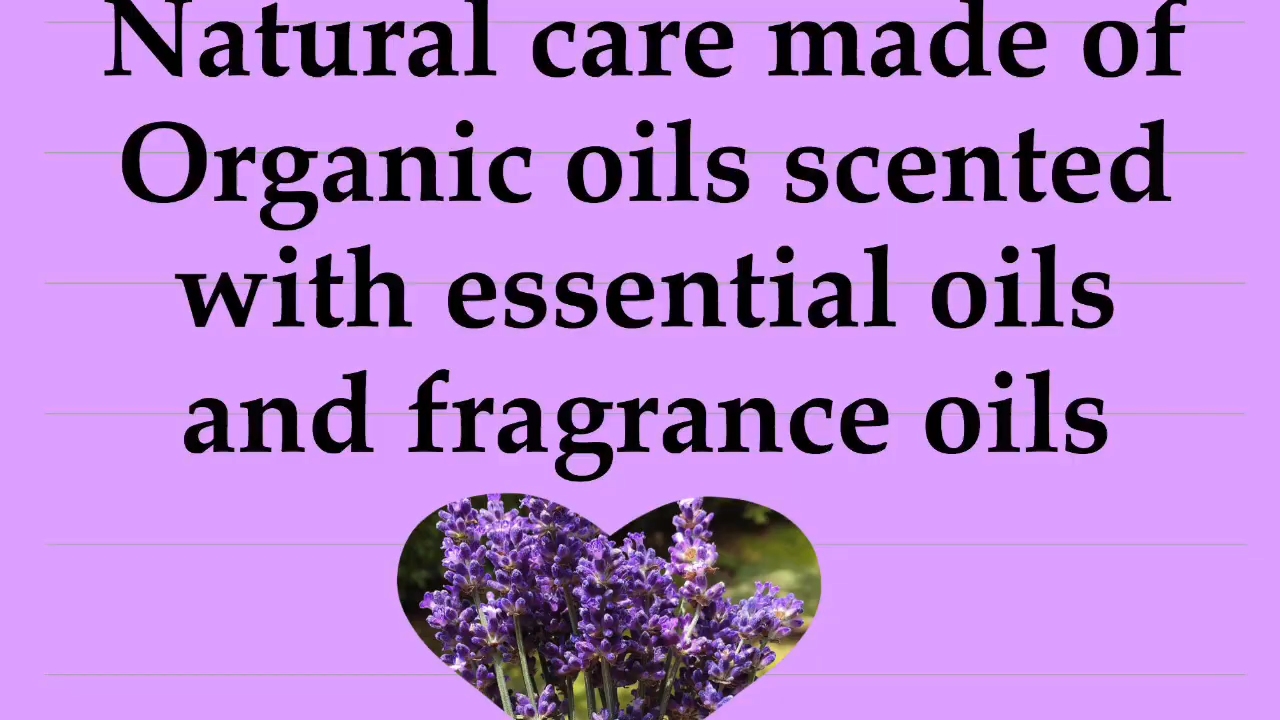 Natural care made of
Organic oils scented
with essential oils
and fragrance oils